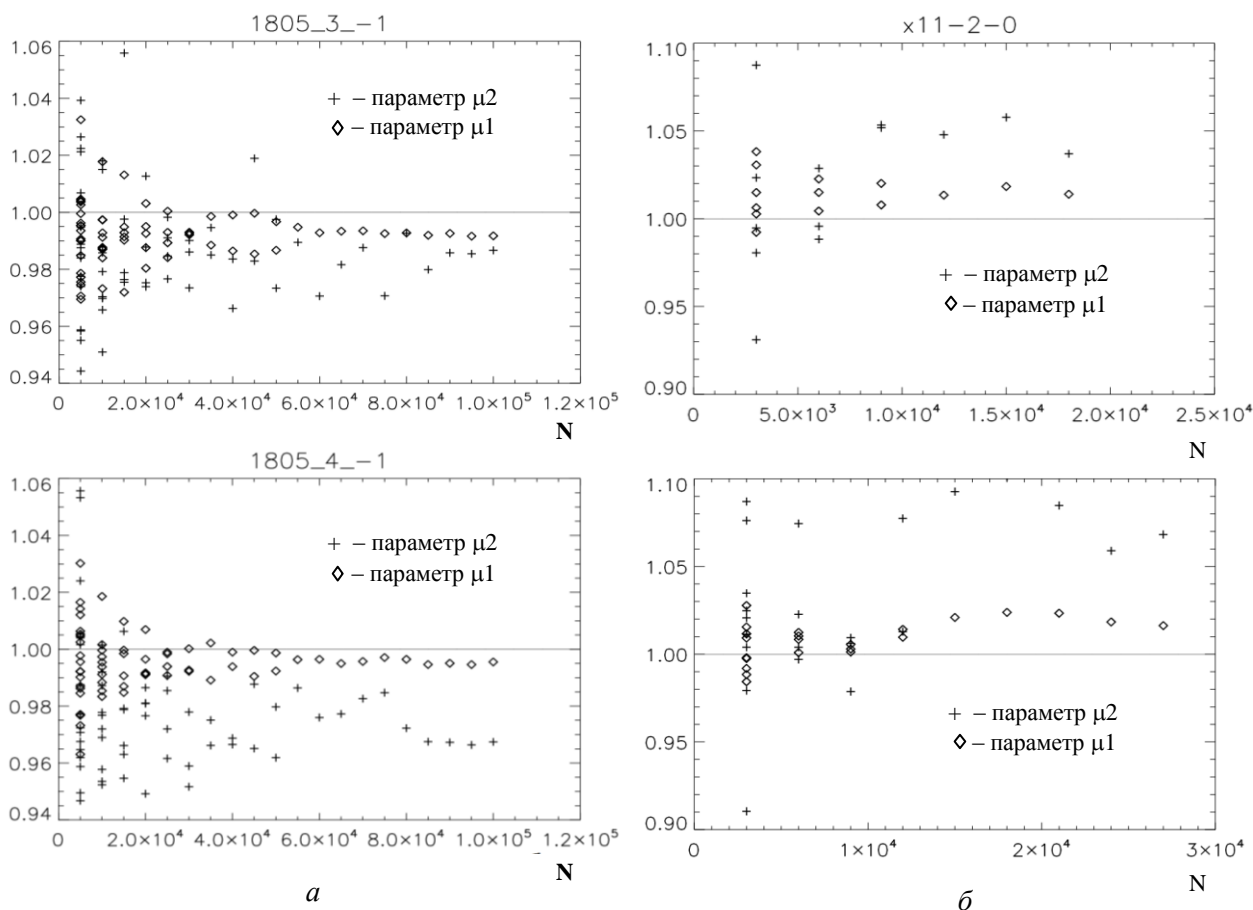 1805_3_-1
1.06
1.04
1.02
1.00
0.98
0.96
0.94
+ – параметр μ2
◇ – параметр μ1
0 2.0×10⁴ 4.0×10⁴ 6.0×10⁴ 8.0×10⁴ 1.0×10⁵ 1.2×10⁵
N
x11-2-0
1.10
1.05
1.00
0.95
0.90
+ – параметр μ2
◇ – параметр μ1
0 5.0×10³ 1.0×10⁴ 1.5×10⁴ 2.0×10⁴ 2.5×10⁴
N
1805_4_-1
1.06
1.04
1.02
1.00
0.98
0.96
0.94
+ – параметр μ2
◇ – параметр μ1
0 2.0×10⁴ 4.0×10⁴ 6.0×10⁴ 8.0×10⁴ 1.0×10⁵ 1.2×10⁵
N
а
1.10
1.05
1.00
0.95
0.90
+ – параметр μ2
◇ – параметр μ1
0 1×10⁴ 2×10⁴ 3×10⁴
N
б